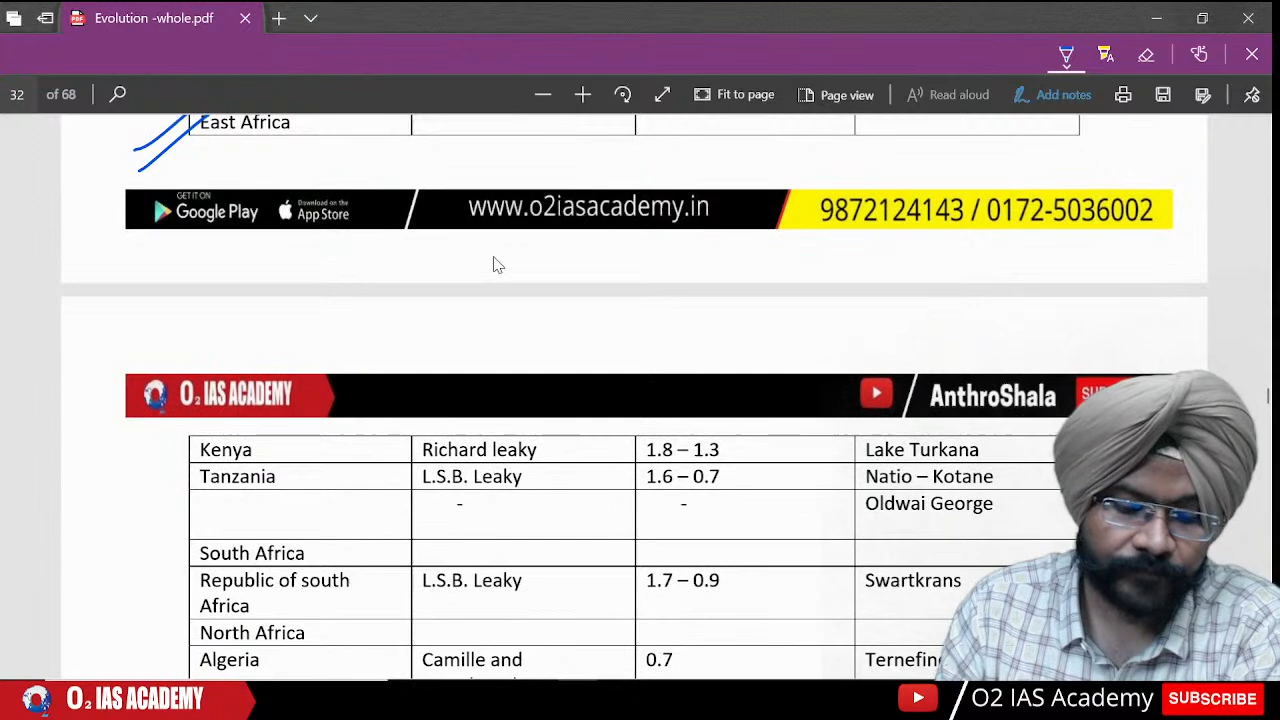 Evolution -whole.pdf
32 of 68
Fit to page
Page view
Read aloud
Add notes
East Africa
GET IT ON
Google Play
Download on the
App Store
www.o2iasacademy.in
9872124143 / 0172-5036002
O2 IAS ACADEMY
AnthroShala
Kenya Richard leaky 1.8 – 1.3 Lake Turkana
Tanzania L.S.B. Leaky 1.6 – 0.7 Natio – Kotane
- - Oldwai George
South Africa
Republic of south L.S.B. Leaky 1.7 – 0.9 Swartkrans
Africa
North Africa
Algeria Camille and 0.7
O2 IAS ACADEMY
O2 IAS Academy
SUBSCRIBE